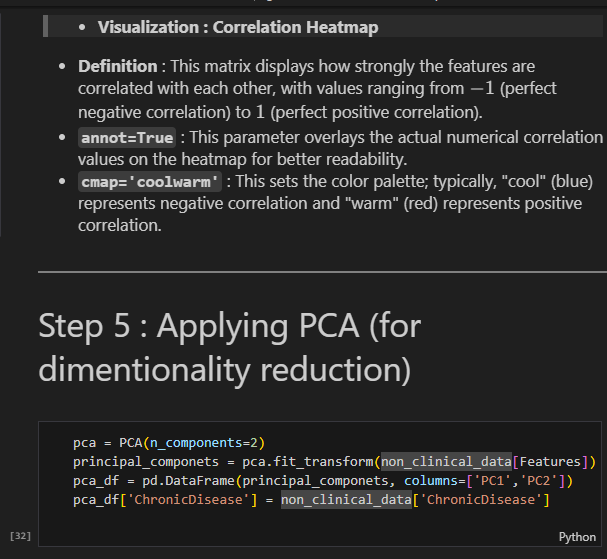 • Visualization : Correlation Heatmap
• Definition : This matrix displays how strongly the features are
correlated with each other, with values ranging from −1 (perfect
negative correlation) to 1 (perfect positive correlation).
• annot=True : This parameter overlays the actual numerical correlation
values on the heatmap for better readability.
• cmap='coolwarm' : This sets the color palette; typically, "cool" (blue)
represents negative correlation and "warm" (red) represents positive
correlation.
Step 5 : Applying PCA (for
dimentionality reduction)
pca = PCA(n_components=2)
principal_componets = pca.fit_transform(non_clinical_data[Features])
pca_df = pd.DataFrame(principal_componets, columns=['PC1','PC2'])
pca_df['ChronicDisease'] = non_clinical_data['ChronicDisease']
[32]
Python